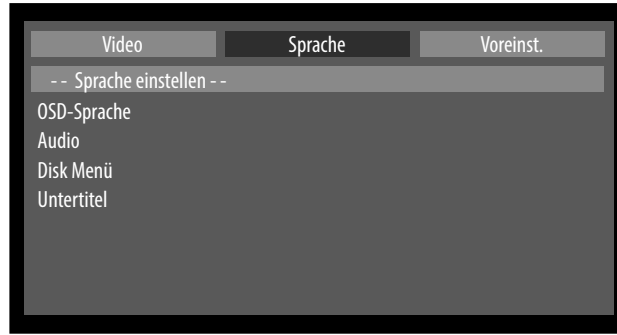 Video Sprache Voreinst.
- - Sprache einstellen - -
OSD-Sprache
Audio
Disk Menü
Untertitel